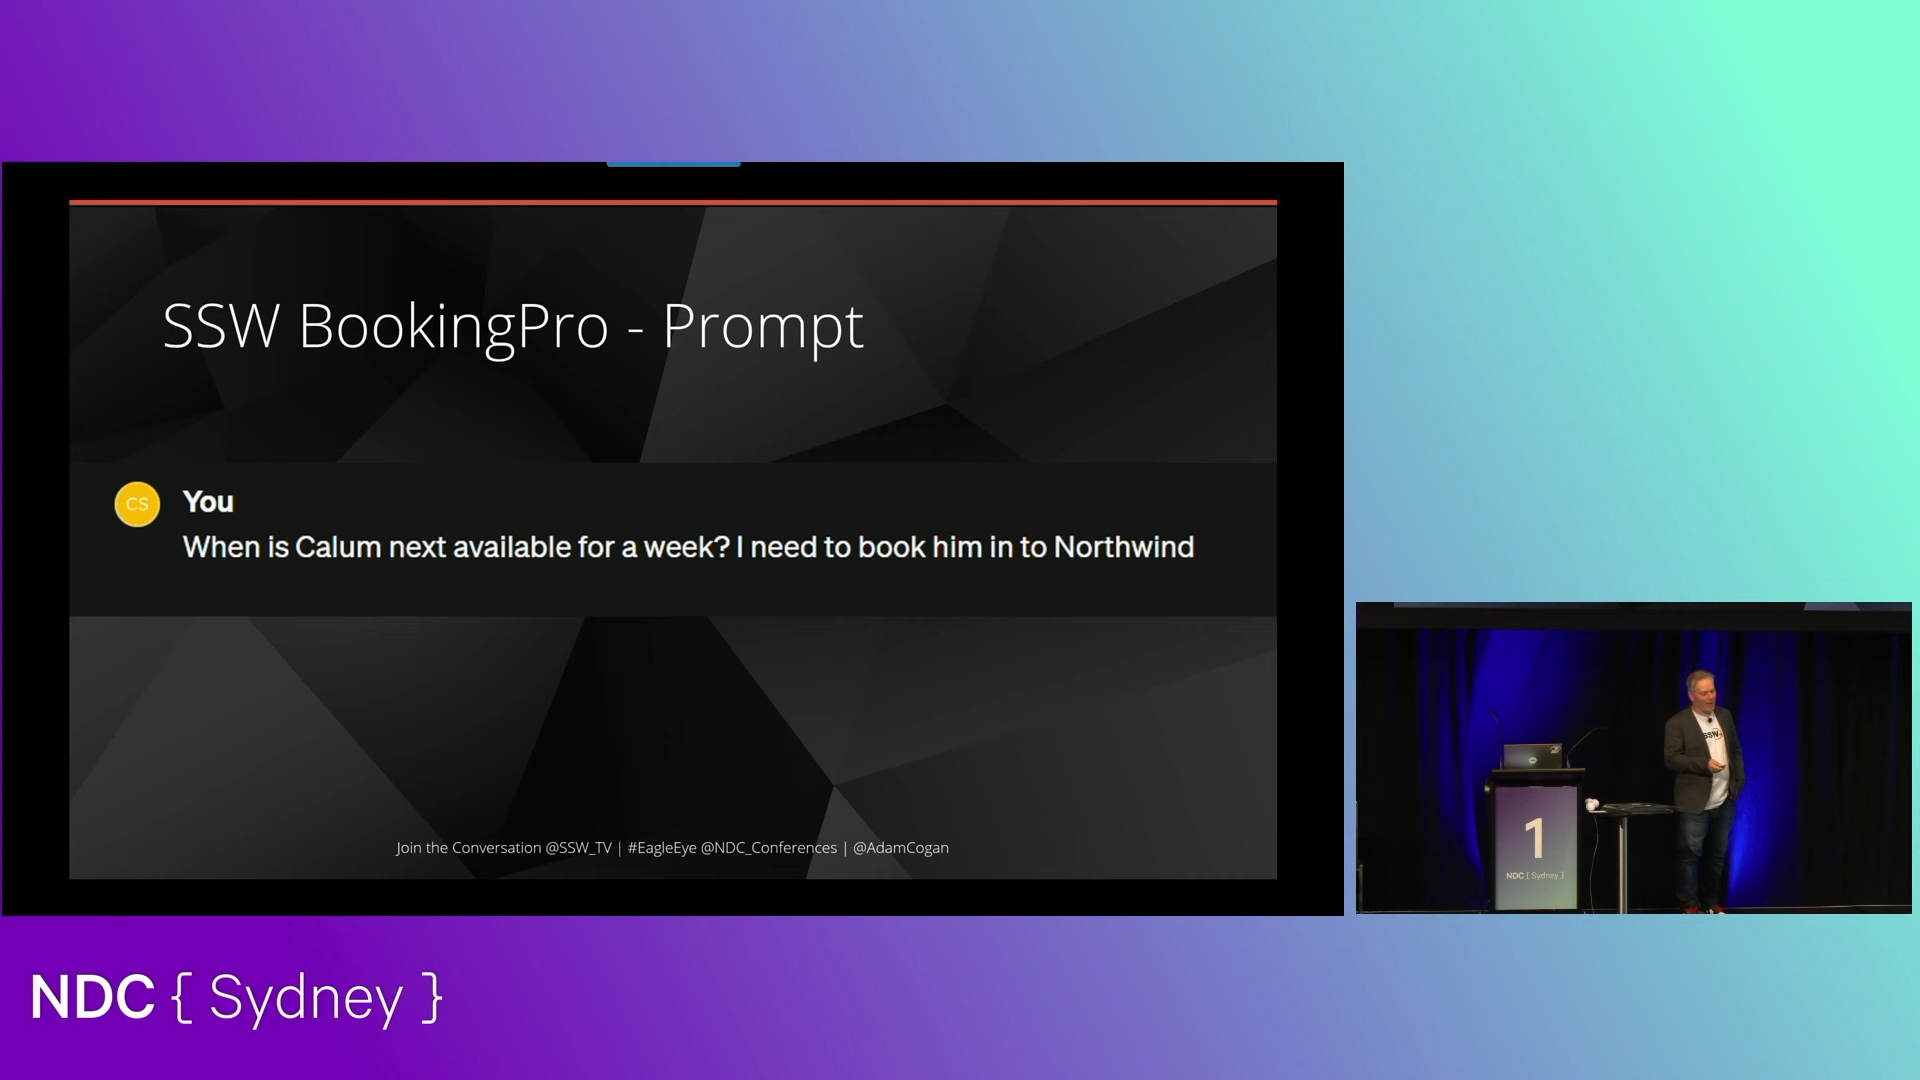 SSW BookingPro - Prompt
CS
You
When is Calum next available for a week? I need to book him in to Northwind
Join the Conversation @SSW_TV | #EagleEye @NDC_Conferences | @AdamCogan
SSW
1
NDC { Sydney }
NDC { Sydney }